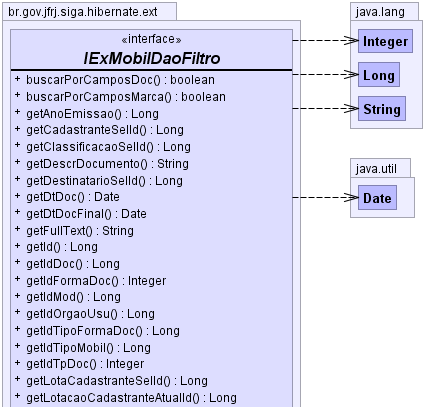 br.gov.jfrj.siga.hibernate.ext
«interface»
IExMobilDaoFiltro
+ buscarPorCamposDoc() : boolean
+ buscarPorCamposMarca() : boolean
+ getAnoEmissao() : Long
+ getCadastranteSelId() : Long
+ getClassificacaoSelId() : Long
+ getDescrDocumento() : String
+ getDestinatarioSelId() : Long
+ getDtDoc() : Date
+ getDtDocFinal() : Date
+ getFullText() : String
+ getId() : Long
+ getIdDoc() : Long
+ getIdFormaDoc() : Integer
+ getIdMod() : Long
+ getIdOrgaoUsu() : Long
+ getIdTipoFormaDoc() : Long
+ getIdTipoMobil() : Long
+ getIdTpDoc() : Integer
+ getLotaCadastranteSelId() : Long
+ getLotacaoCadastranteAtualId() : Long
java.lang
Integer
Long
String
java.util
Date